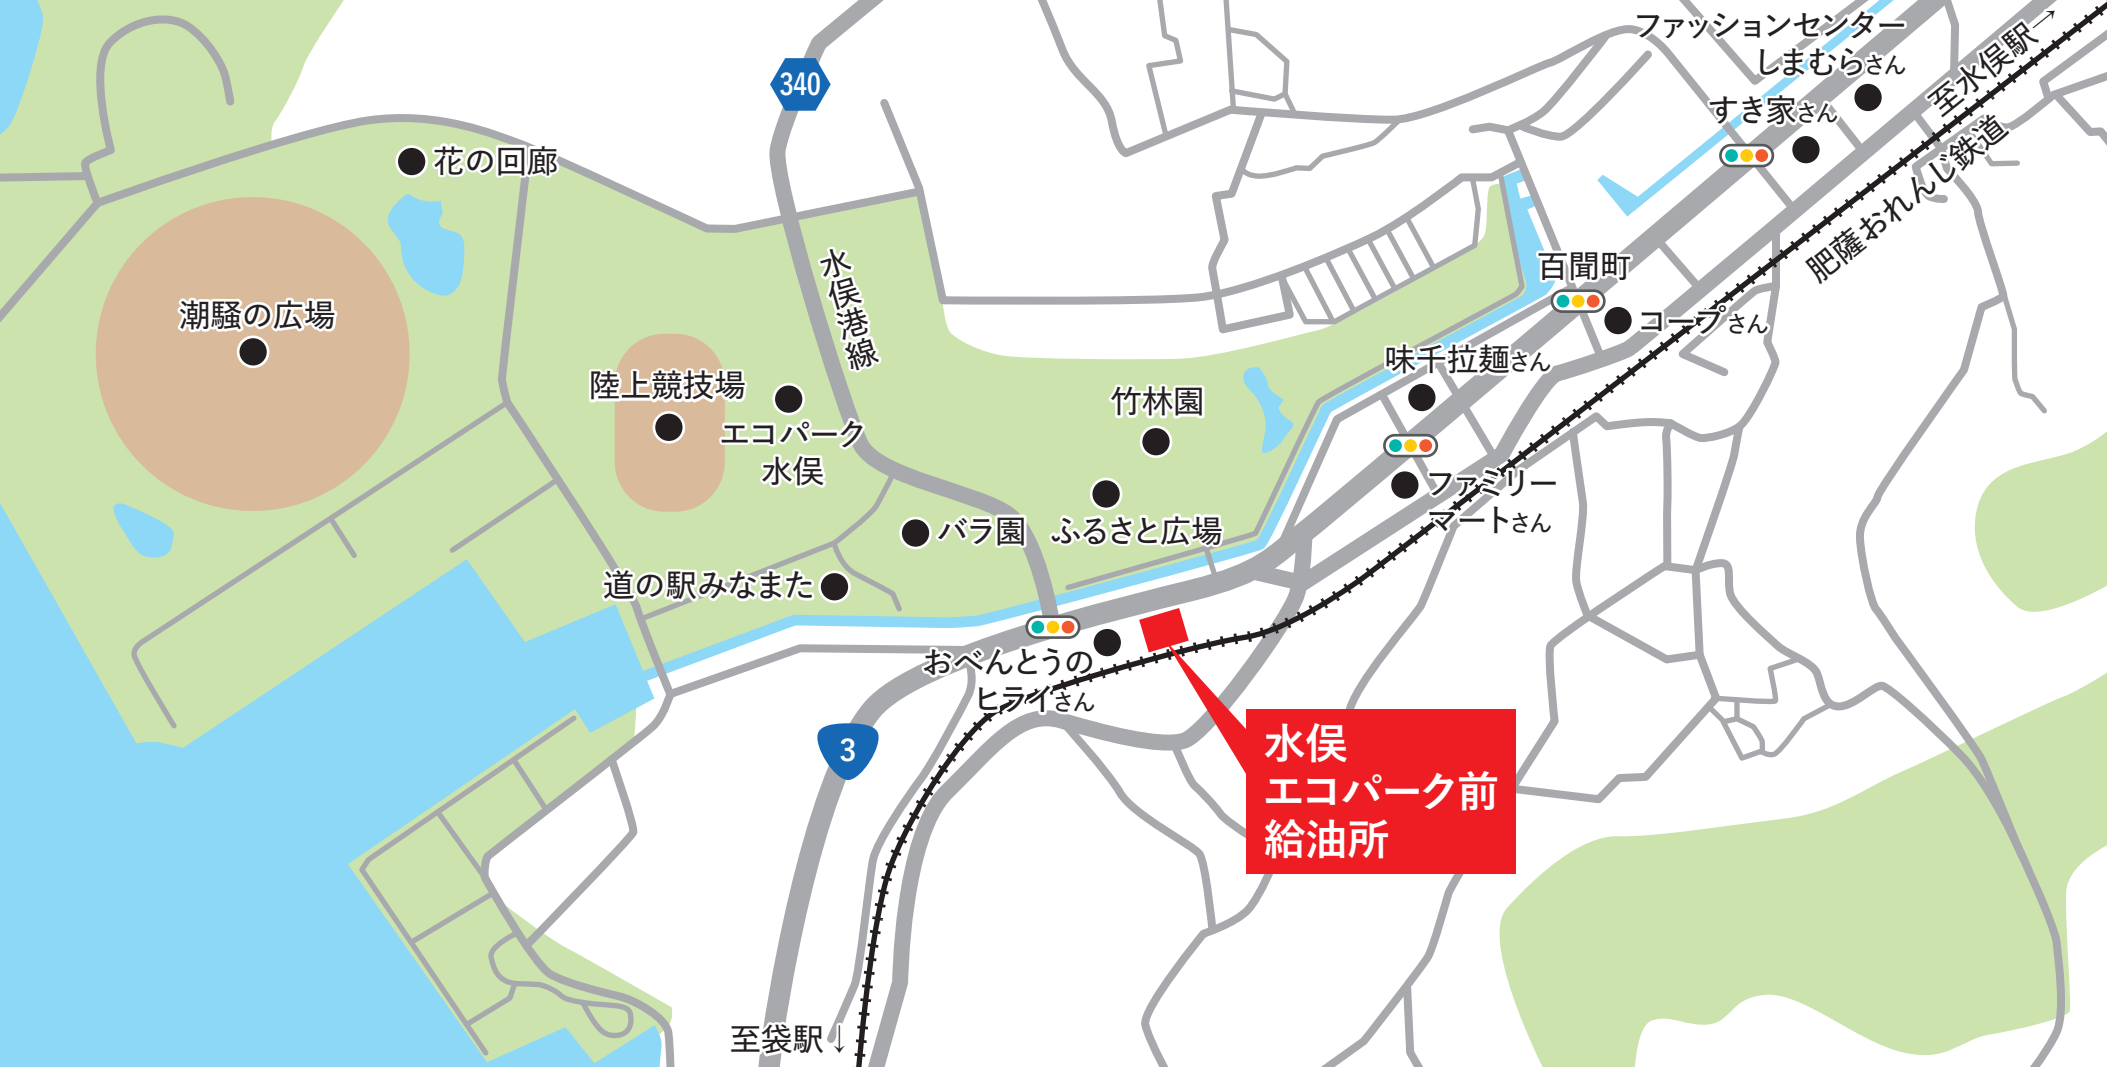 ファッションセンター
しまむらさん
至水俣駅→
340
すき家さん
花の回廊
肥薩おれんじ鉄道
水俣港線
百聞町
潮騒の広場
コープさん
味千拉麺さん
陸上競技場
竹林園
エコパーク
水俣
ファミリー
マートさん
バラ園
ふるさと広場
道の駅みなまた
おべんとうの
ヒライさん
3
水俣
エコパーク前
給油所
至袋駅↓